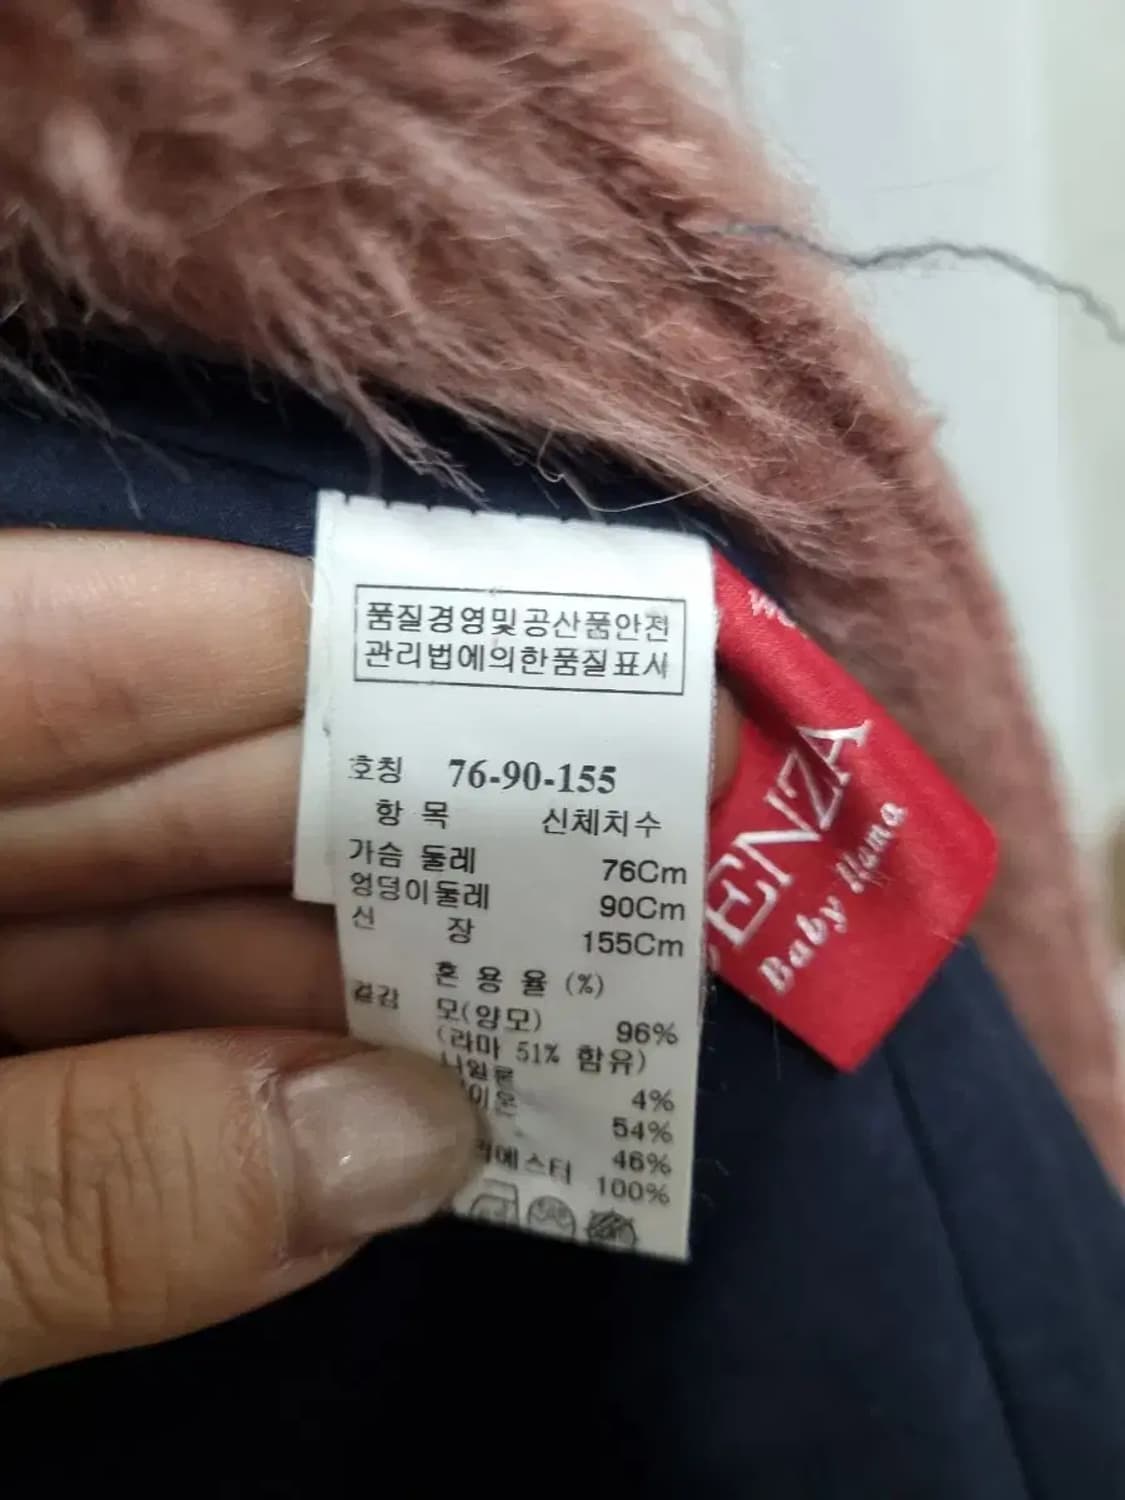 품질경영및공산품안전
관리법에의한품질표시
호칭 76-90-155
항 목 신체치수
가슴 둘레 76Cm
엉덩이둘레 90Cm
신 장 155Cm
혼 용 율 (%)
겉감 모(양모) 96%
(라마 51% 함유)
나일론 4%
54%
46%
100%
ENZA
Baby llama